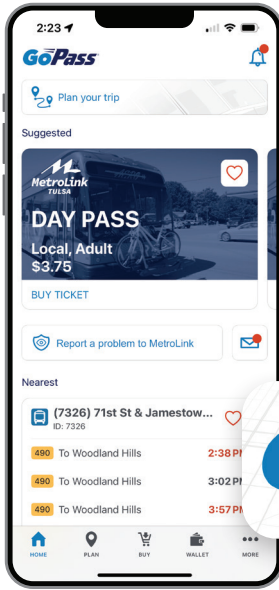 2:23
GoPass
Plan your trip
Suggested
MetroLink
TULSA
DAY PASS
Local, Adult
$3.75
BUY TICKET
Report a problem to MetroLink
Nearest
(7326) 71st St & Jamestow...
ID: 7326
490 To Woodland Hills 2:38 PM
490 To Woodland Hills 3:02 P
490 To Woodland Hills 3:57 P
HOME PLAN BUY WALLET MORE